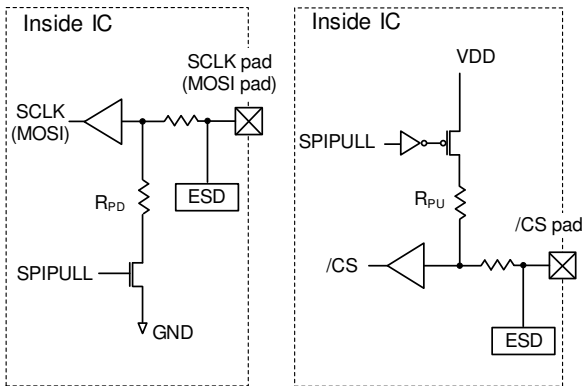 Inside IC
SCLK pad
(MOSI pad)
SCLK
(MOSI)
ESD
RPD
SPIPULL
GND
Inside IC
VDD
SPIPULL
RPU
/CS pad
/CS
ESD